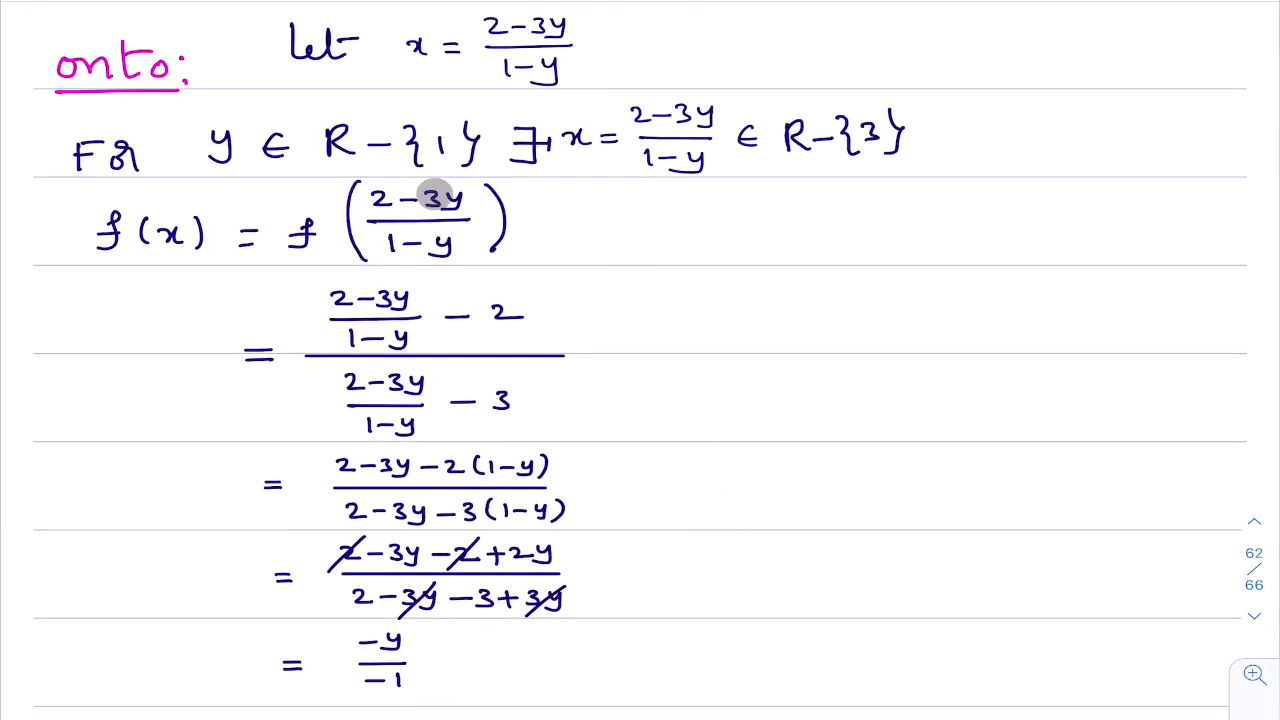 onto: let x = (2-3y)/(1-y)
For y ∈ R-{1} ∃ x = (2-3y)/(1-y) ∈ R-{3}
f(x) = f((2-3y)/(1-y))
= ((2-3y)/(1-y) - 2)/((2-3y)/(1-y) - 3)
= (2-3y-2(1-y))/(2-3y-3(1-y))
= (2-3y-2+2y)/(2-3y-3+3y)
= -y/-1
62
/
66